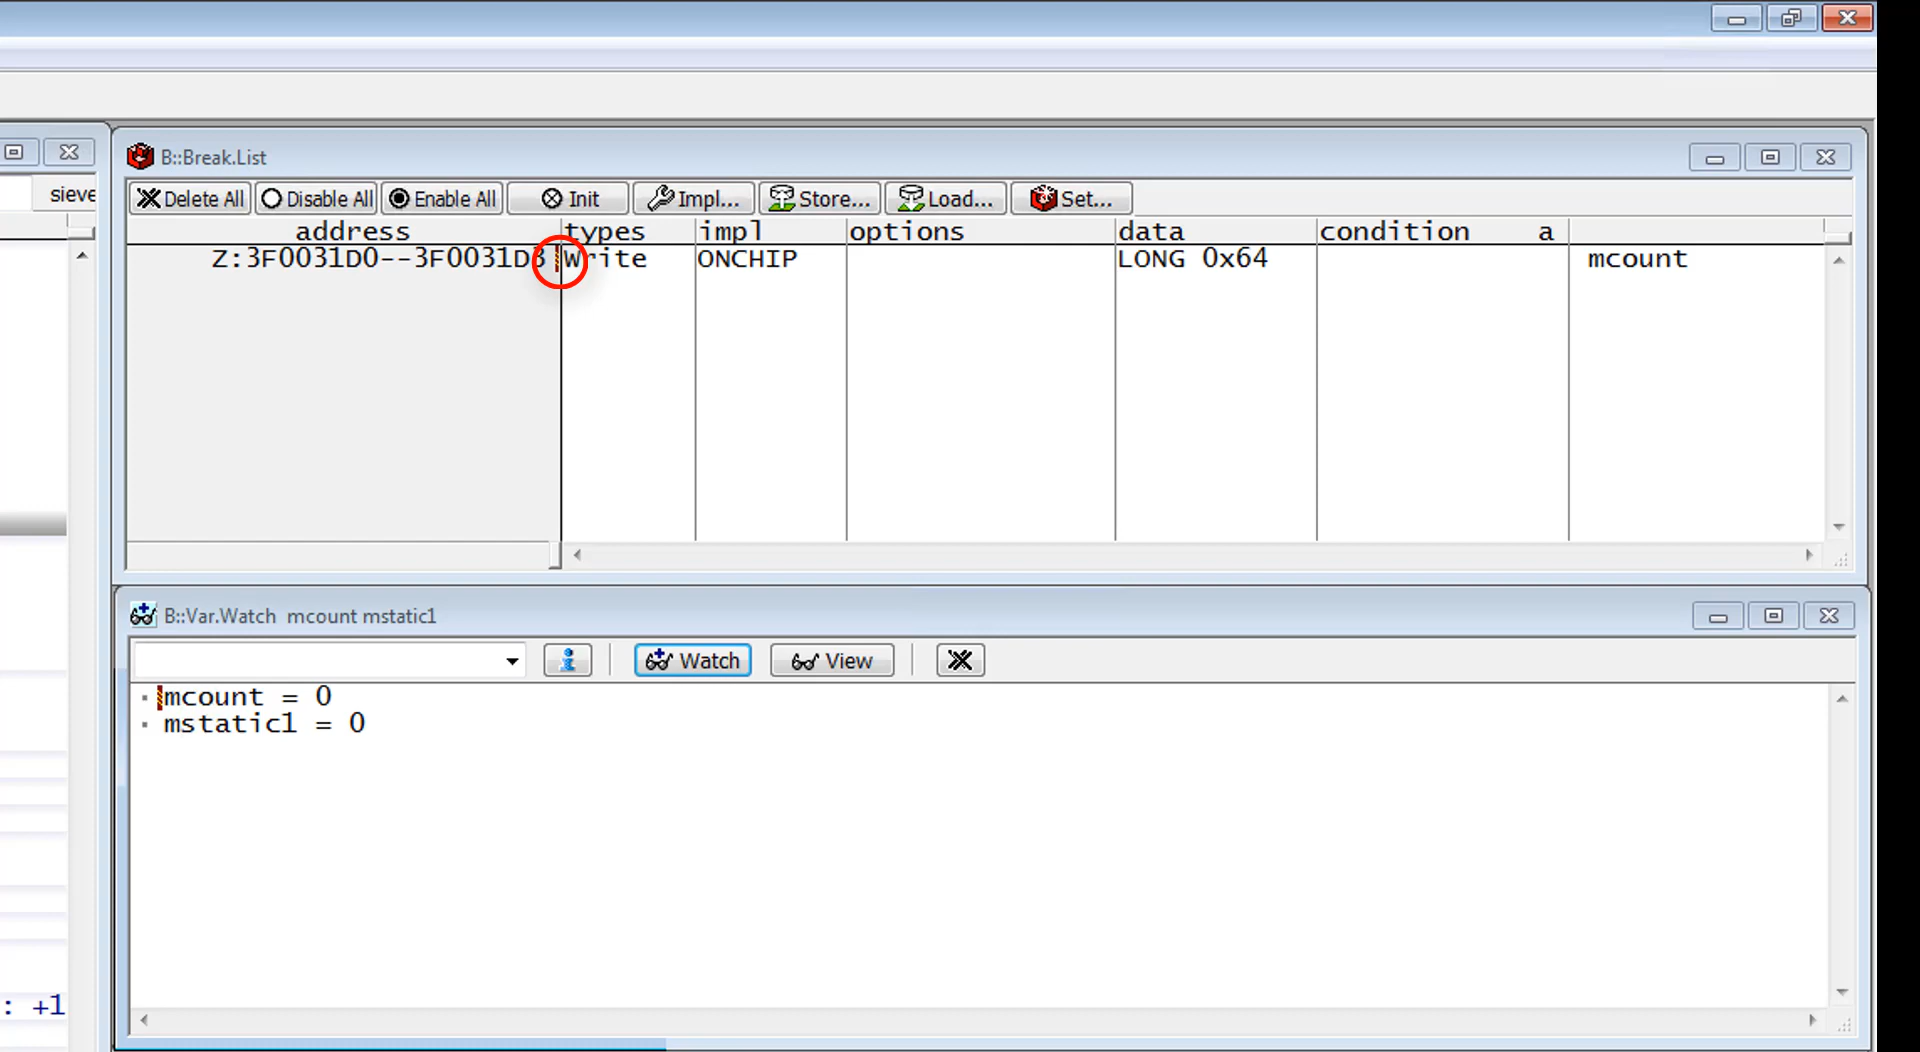 B::Break.List
sieve
Delete All Disable All Enable All Init Impl... Store... Load... Set...
address types impl options data condition a
Z:3F0031D0--3F0031D3 Write ONCHIP LONG 0x64 mcount
B::Var.Watch mcount mstatic1
Watch View
mcount = 0
mstatic1 = 0
: +1